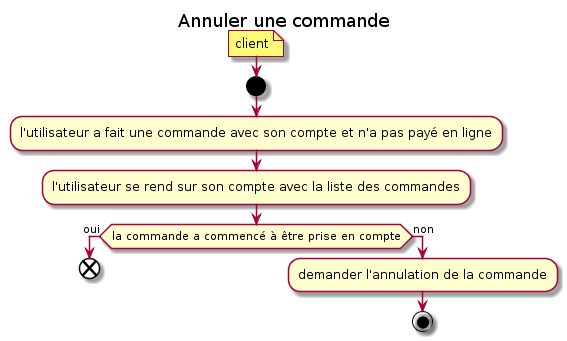 Annuler une commande
client
l'utilisateur a fait une commande avec son compte et n'a pas payé en ligne
l'utilisateur se rend sur son compte avec la liste des commandes
oui
la commande a commencé à être prise en compte
non
demander l'annulation de la commande